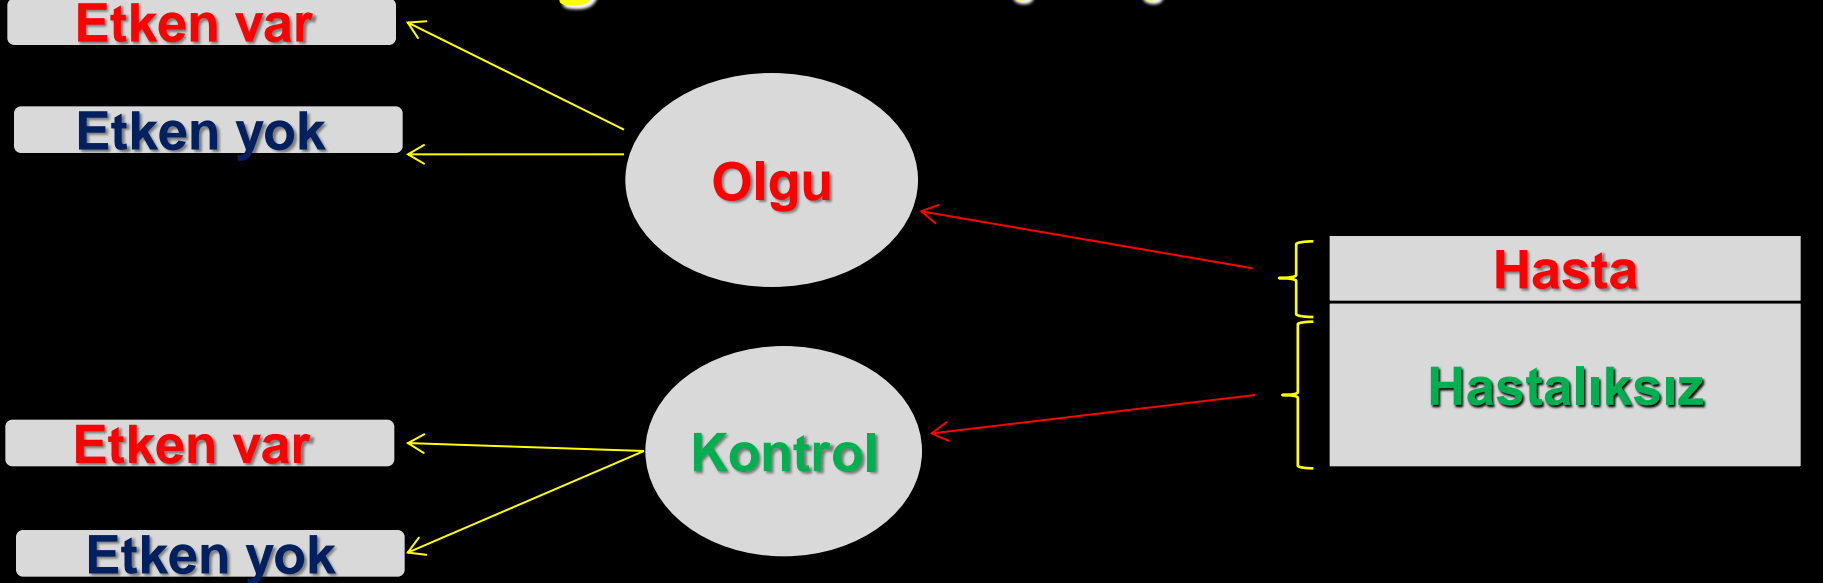 Etken var
Etken yok
Olgu
Hasta
Hastalıksız
Kontrol
Etken var
Etken yok